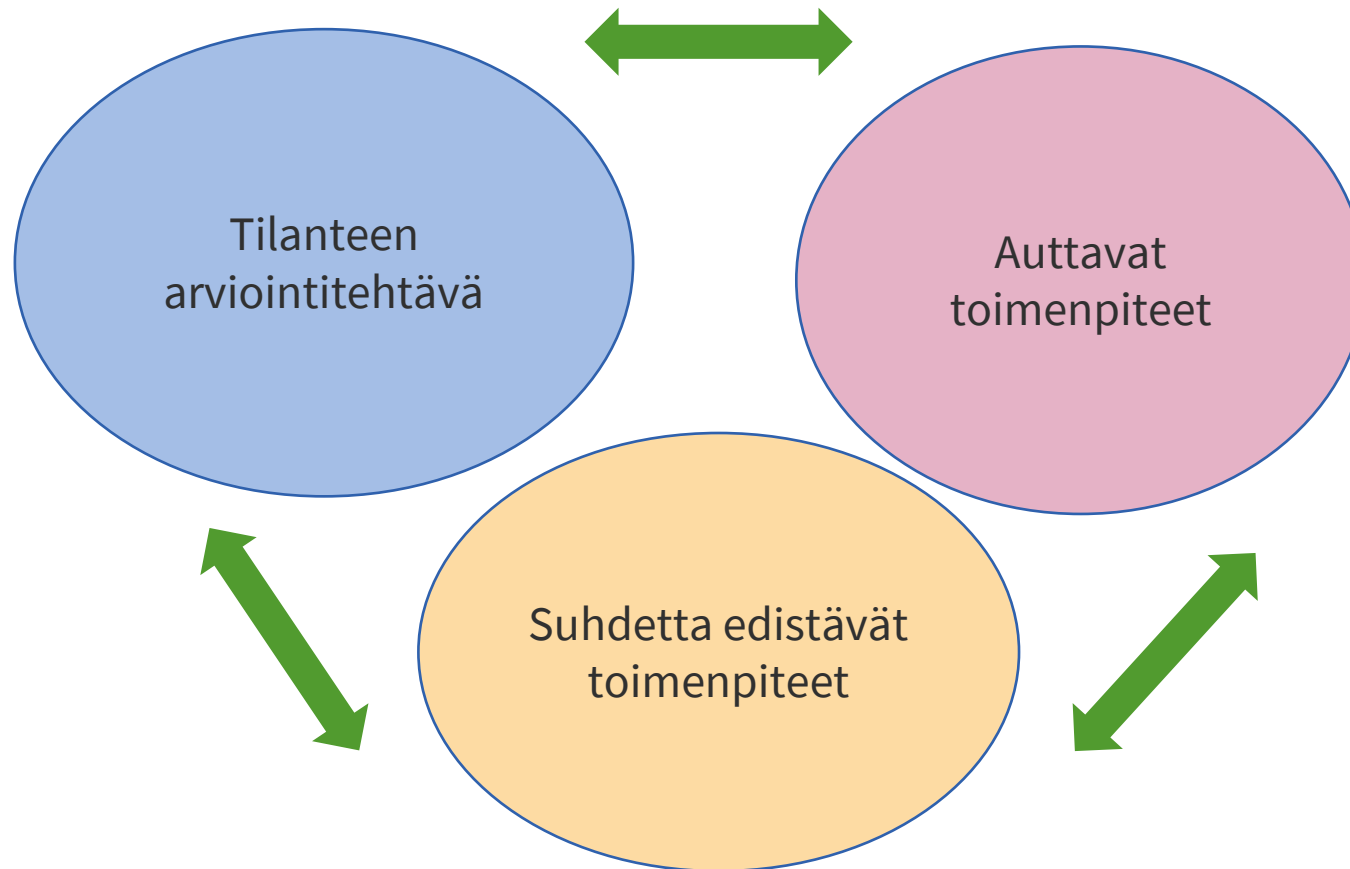 Tilanteen
arviointitehtävä
Auttavat
toimenpiteet
Suhdetta edistävät
toimenpiteet